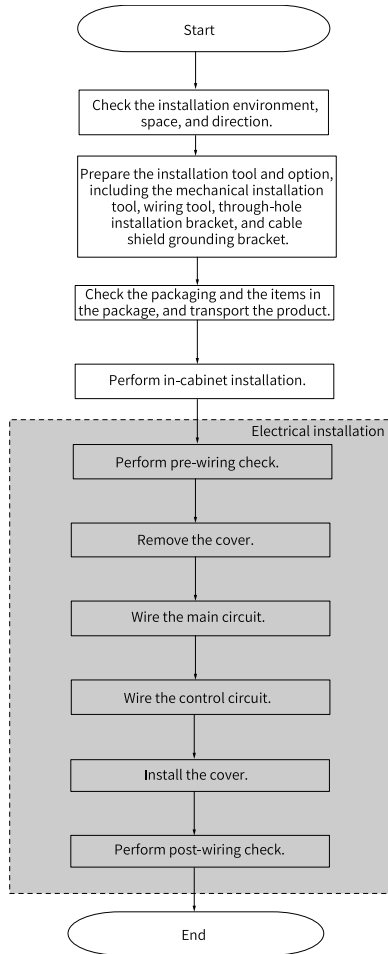 Start
Check the installation environment,
space, and direction.
Prepare the installation tool and option,
including the mechanical installation
tool, wiring tool, through-hole
installation bracket, and cable
shield grounding bracket.
Check the packaging and the items in
the package, and transport the product.
Perform in-cabinet installation.
Electrical installation
Perform pre-wiring check.
Remove the cover.
Wire the main circuit.
Wire the control circuit.
Install the cover.
Perform post-wiring check.
End